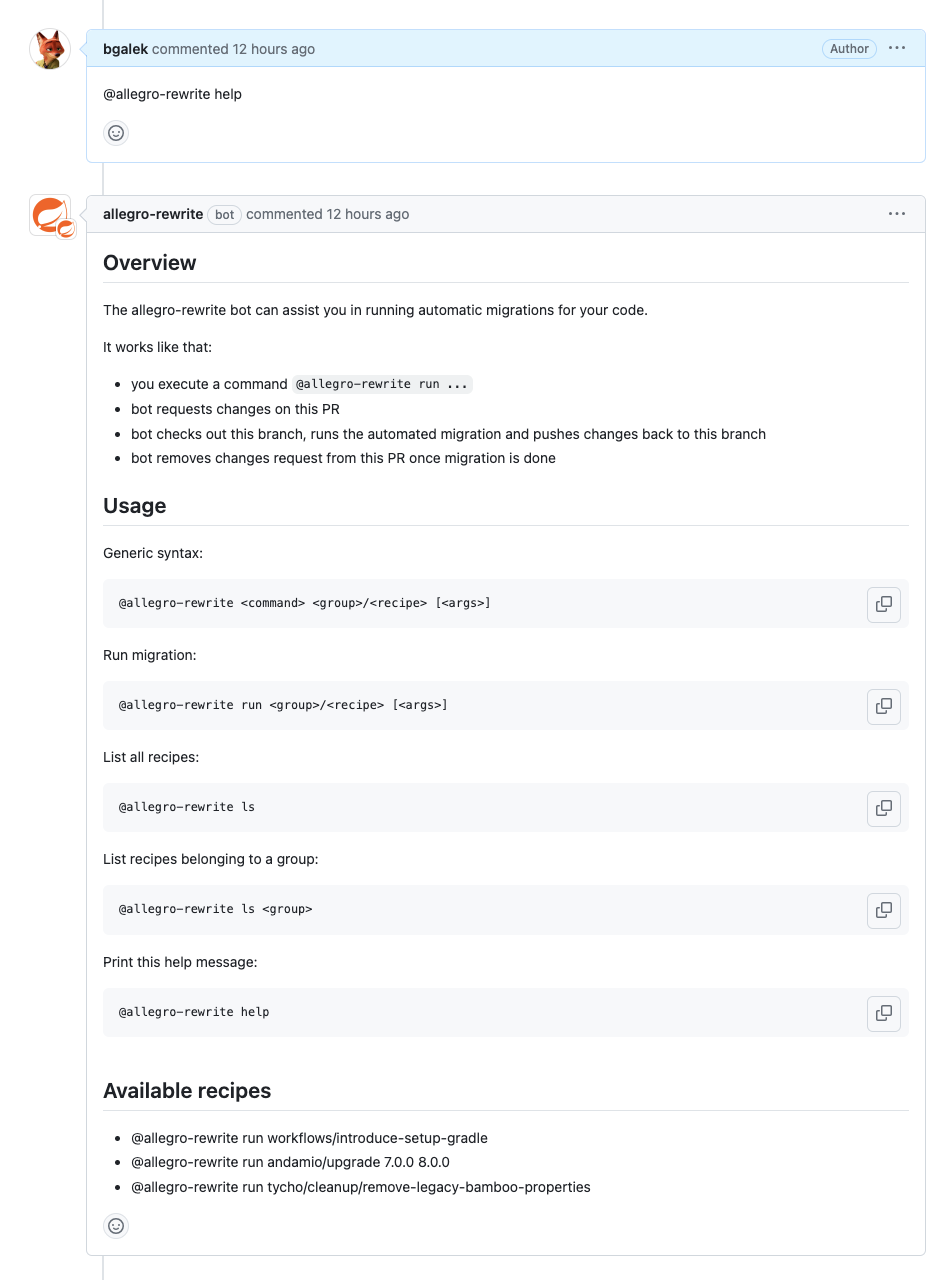 bgalek commented 12 hours ago
Author
@allegro-rewrite help
allegro-rewrite bot commented 12 hours ago
Overview
The allegro-rewrite bot can assist you in running automatic migrations for your code.
It works like that:
you execute a command @allegro-rewrite run ...
bot requests changes on this PR
bot checks out this branch, runs the automated migration and pushes changes back to this branch
bot removes changes request from this PR once migration is done
Usage
Generic syntax:
@allegro-rewrite <command> <group>/<recipe> [<args>]
Run migration:
@allegro-rewrite run <group>/<recipe> [<args>]
List all recipes:
@allegro-rewrite ls
List recipes belonging to a group:
@allegro-rewrite ls <group>
Print this help message:
@allegro-rewrite help
Available recipes
@allegro-rewrite run workflows/introduce-setup-gradle
@allegro-rewrite run andamio/upgrade 7.0.0 8.0.0
@allegro-rewrite run tycho/cleanup/remove-legacy-bamboo-properties